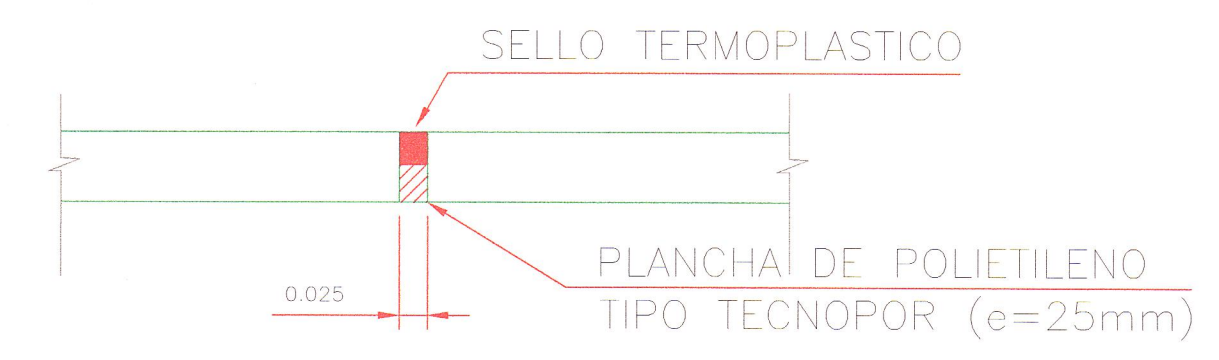 SELLO TERMOPLASTICO
PLANCHA DE POLIETILENO
0.025
TIPO TECNOPOR (e=25mm)